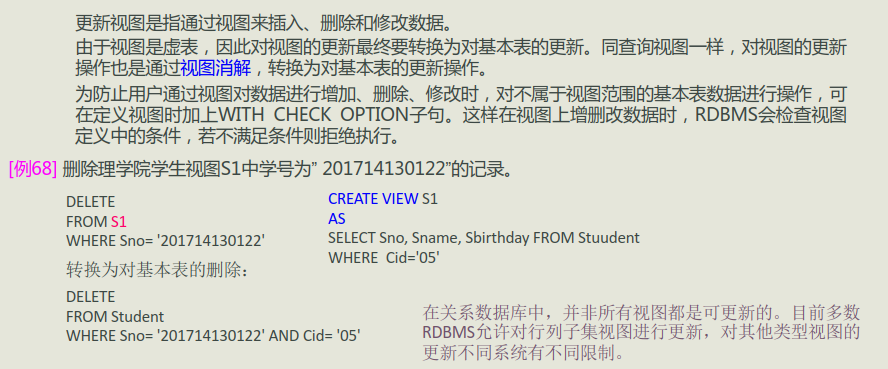 更新视图是指通过视图来插入、删除和修改数据。
由于视图是虚表，因此对视图的更新最终要转换为对基本表的更新。同查询视图一样，对视图的更新
操作也是通过视图消解，转换为对基本表的更新操作。
为防止用户通过视图对数据进行增加、删除、修改时，对不属于视图范围的基本表数据进行操作，可
在定义视图时加上WITH CHECK OPTION子句。这样在视图上增删改数据时，RDBMS会检查视图
定义中的条件，若不满足条件则拒绝执行。
[例68] 删除理学院学生视图S1中学号为” 201714130122”的记录。
DELETE
FROM S1
WHERE Sno= '201714130122'
转换为对基本表的删除：
DELETE
FROM Student
WHERE Sno= '201714130122' AND Cid= '05'
CREATE VIEW S1
AS
SELECT Sno, Sname, Sbirthday FROM Stuudent
WHERE Cid='05'
在关系数据库中，并非所有视图都是可更新的。目前多数
RDBMS允许对行列子集视图进行更新，对其他类型视图的
更新不同系统有不同限制。